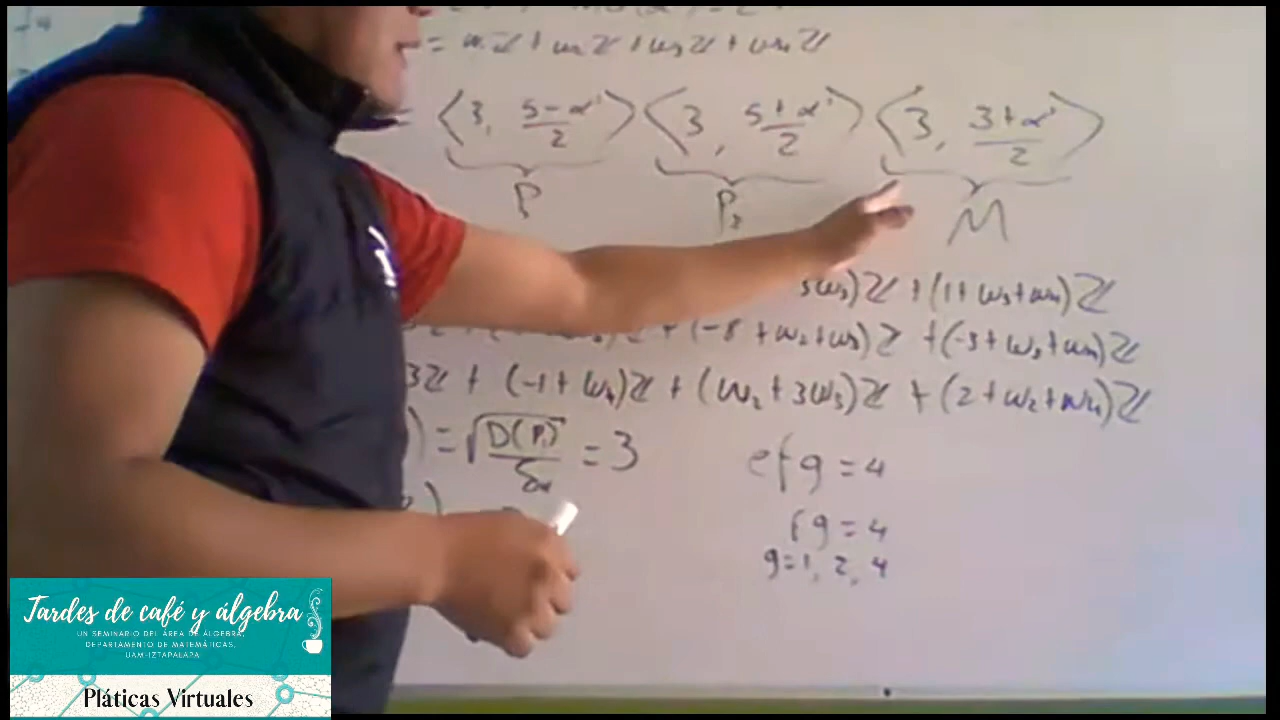 = ω₁ℤ + ω₂ℤ + ω₃ℤ + ω₄ℤ
= ⟨3, (5-α')/2⟩ ⟨3, (5+α')/2⟩ ⟨3, (3+α')/2⟩
P P₂ M
3ω₃)ℤ + (1+ω₃+ω₄)ℤ
+ (-8+ω₂+ω₃)ℤ + (-3+ω₃+ω₄)ℤ
3ℤ + (-1+ω₄)ℤ + (ω₂+3ω₃)ℤ + (2+ω₂+ω₄)ℤ
) = √(D(P₁)/δ) = 3
efg = 4
fg = 4
g=1, 2, 4
Tardes de café y álgebra
UN SEMINARIO DEL ÁREA DE ÁLGEBRA,
DEPARTAMENTO DE MATEMÁTICAS,
UAM-IZTAPALAPA
Pláticas Virtuales